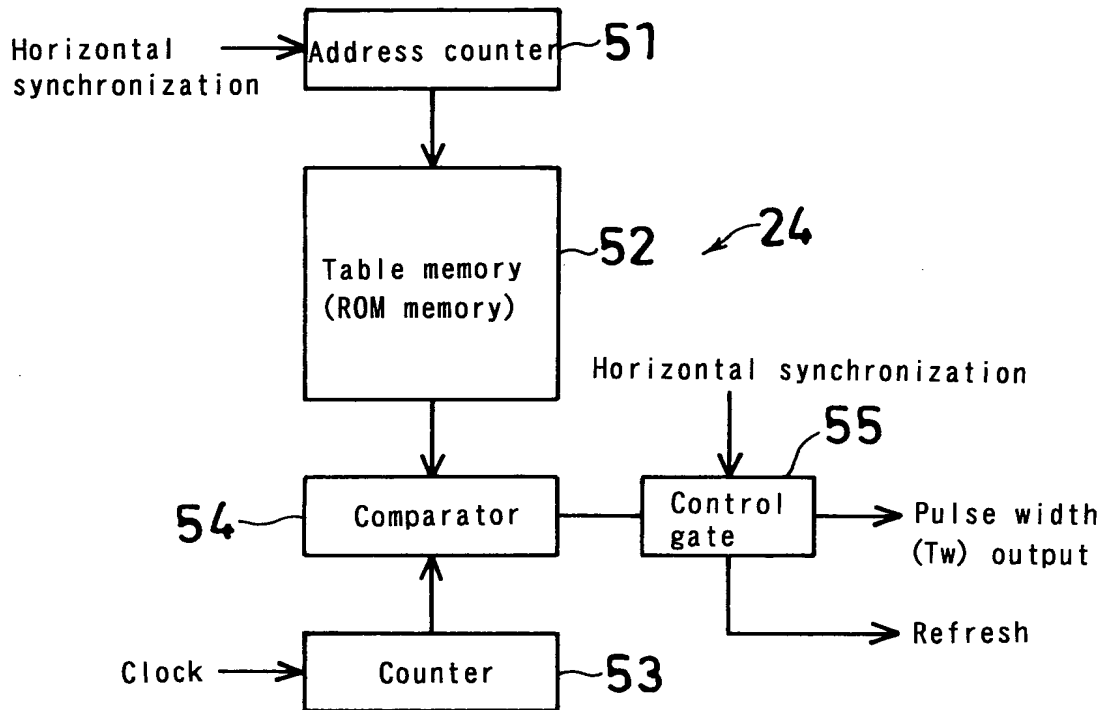 Horizontal
synchronization
Address counter
51
Table memory
(ROM memory)
52
24
Horizontal synchronization
55
54
Comparator
Control
gate
Pulse width
(Tw) output
Refresh
Clock
Counter
53